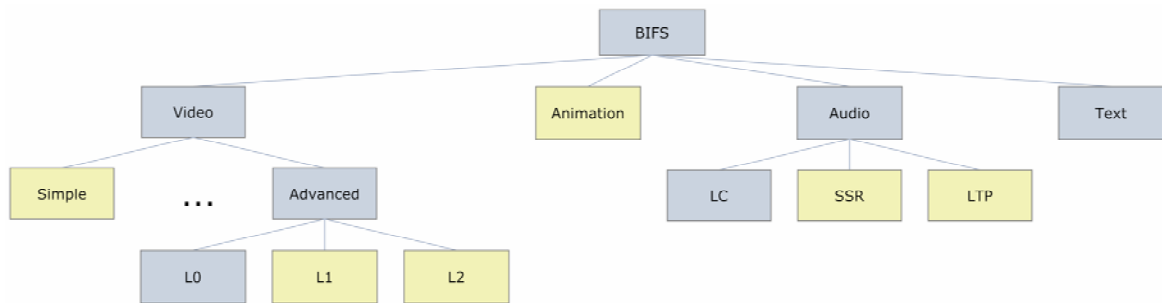 BIFS
Video
Animation
Audio
Text
Simple
...
Advanced
LC
SSR
LTP
L0
L1
L2